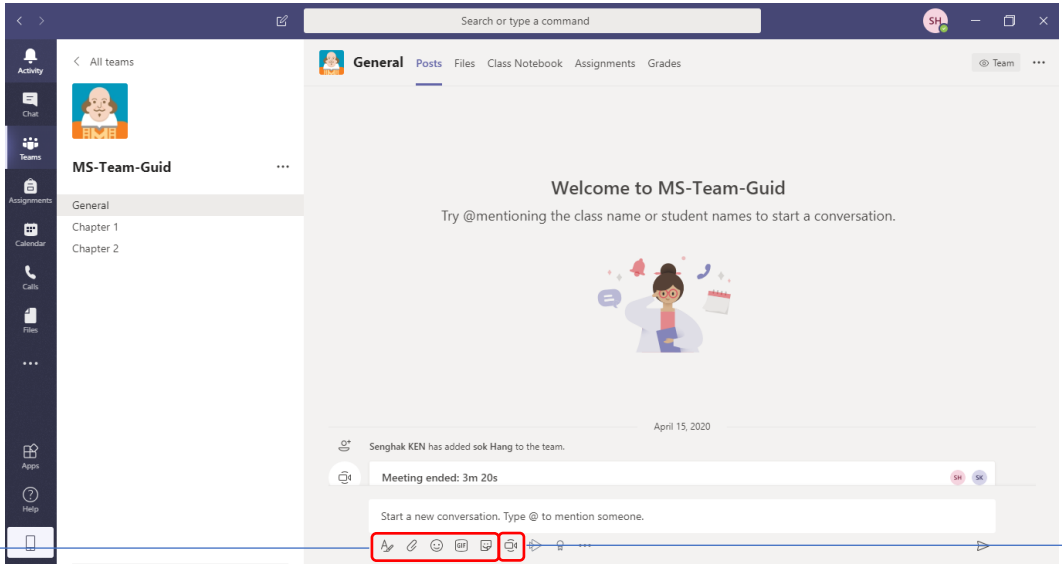 Search or type a command
SH
Activity
Chat
Teams
Assignments
Calendar
Calls
Files
Apps
Help
All teams
MS-Team-Guid
General
Chapter 1
Chapter 2
General Posts Files Class Notebook Assignments Grades
Team
Welcome to MS-Team-Guid
Try @mentioning the class name or student names to start a conversation.
April 15, 2020
Senghak KEN has added sok Hang to the team.
Meeting ended: 3m 20s
SH SK
Start a new conversation. Type @ to mention someone.
GIF